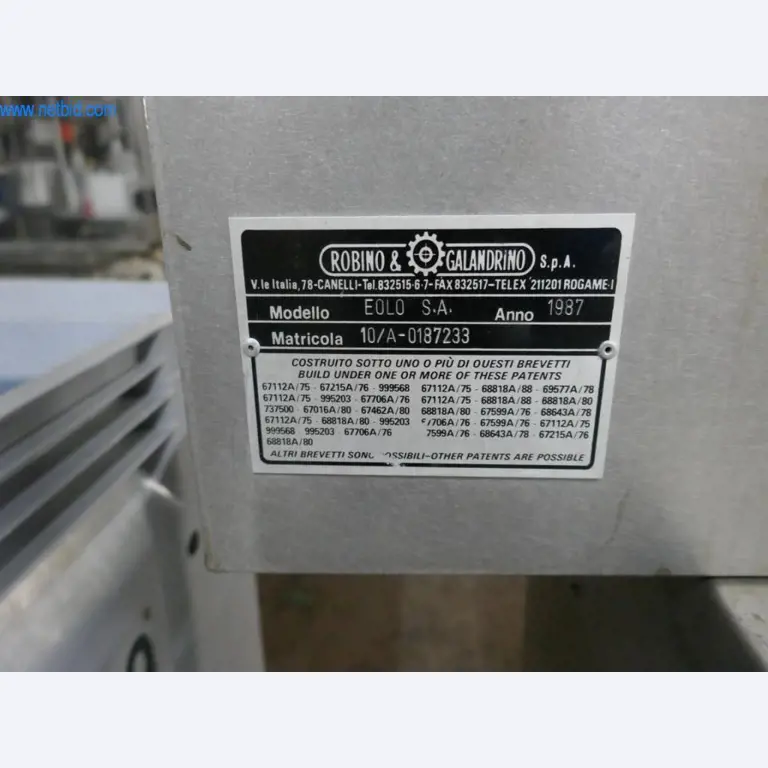 www.netbid.com
ROBINO & GALANDRINO S.p.A.
V.le Italia, 78-CANELLI-Tel.832515-6-7-FAX 832517-TELEX 211201 ROGAME-I
Modello EOLO S.A. Anno 1987
Matricola 10/A-0187233
COSTRUITO SOTTO UNO O PIÙ DI QUESTI BREVETTI
BUILD UNDER ONE OR MORE OF THESE PATENTS
67112A/75 - 67215A/76 - 999568 67112A/75 - 68818A/88 - 69577A/78
67112A/75 - 995203 - 67706A/76 67112A/75 - 68818A/88 - 68818A/80
737500 - 67016A/80 - 67462A/80 68818A/80 - 67599A/76 - 68643A/78
67112A/75 - 68818A/80 - 995203 7706A/76 - 67599A/76 - 67112A/75
999568 995203 - 67706A/76 7599A/76 - 68643A/78 - 67215A/76
68818A/80
ALTRI BREVETTI SONO POSSIBILI-OTHER PATENTS ARE POSSIBLE